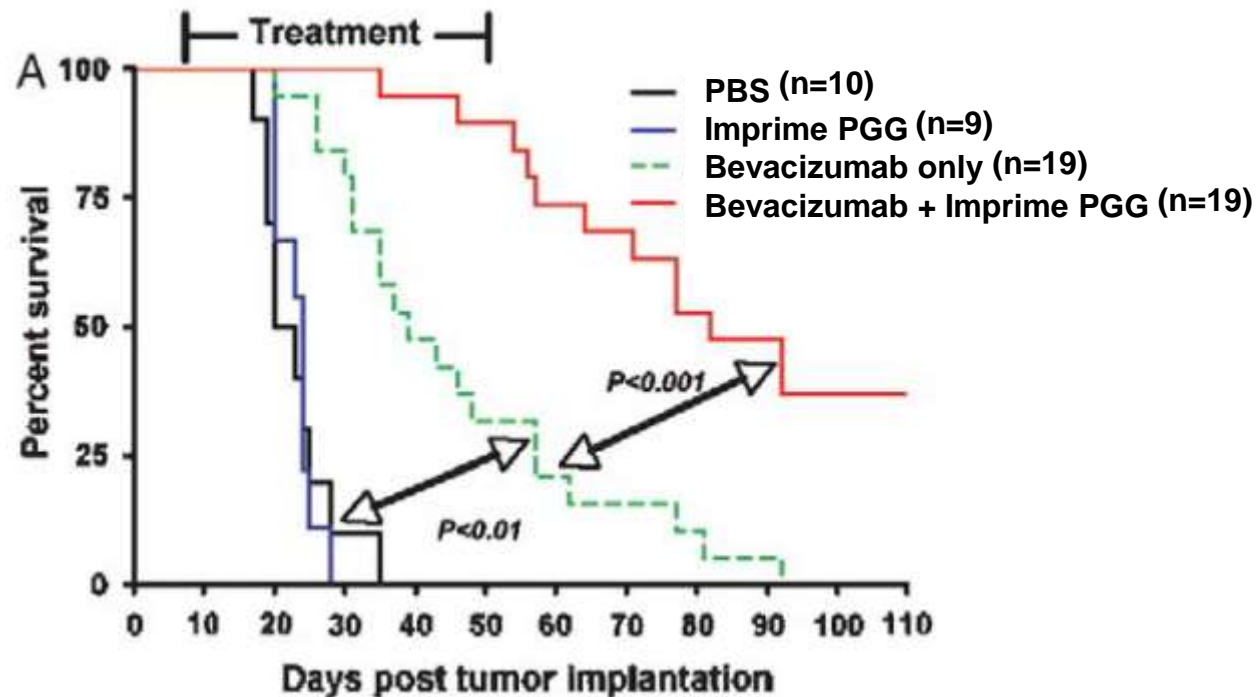 Treatment
A
100
75
50
25
0
Percent survival
PBS (n=10)
Imprime PGG (n=9)
Bevacizumab only (n=19)
Bevacizumab + Imprime PGG (n=19)
P<0.001
P<0.01
0 10 20 30 40 50 60 70 80 90 100 110
Days post tumor implantation